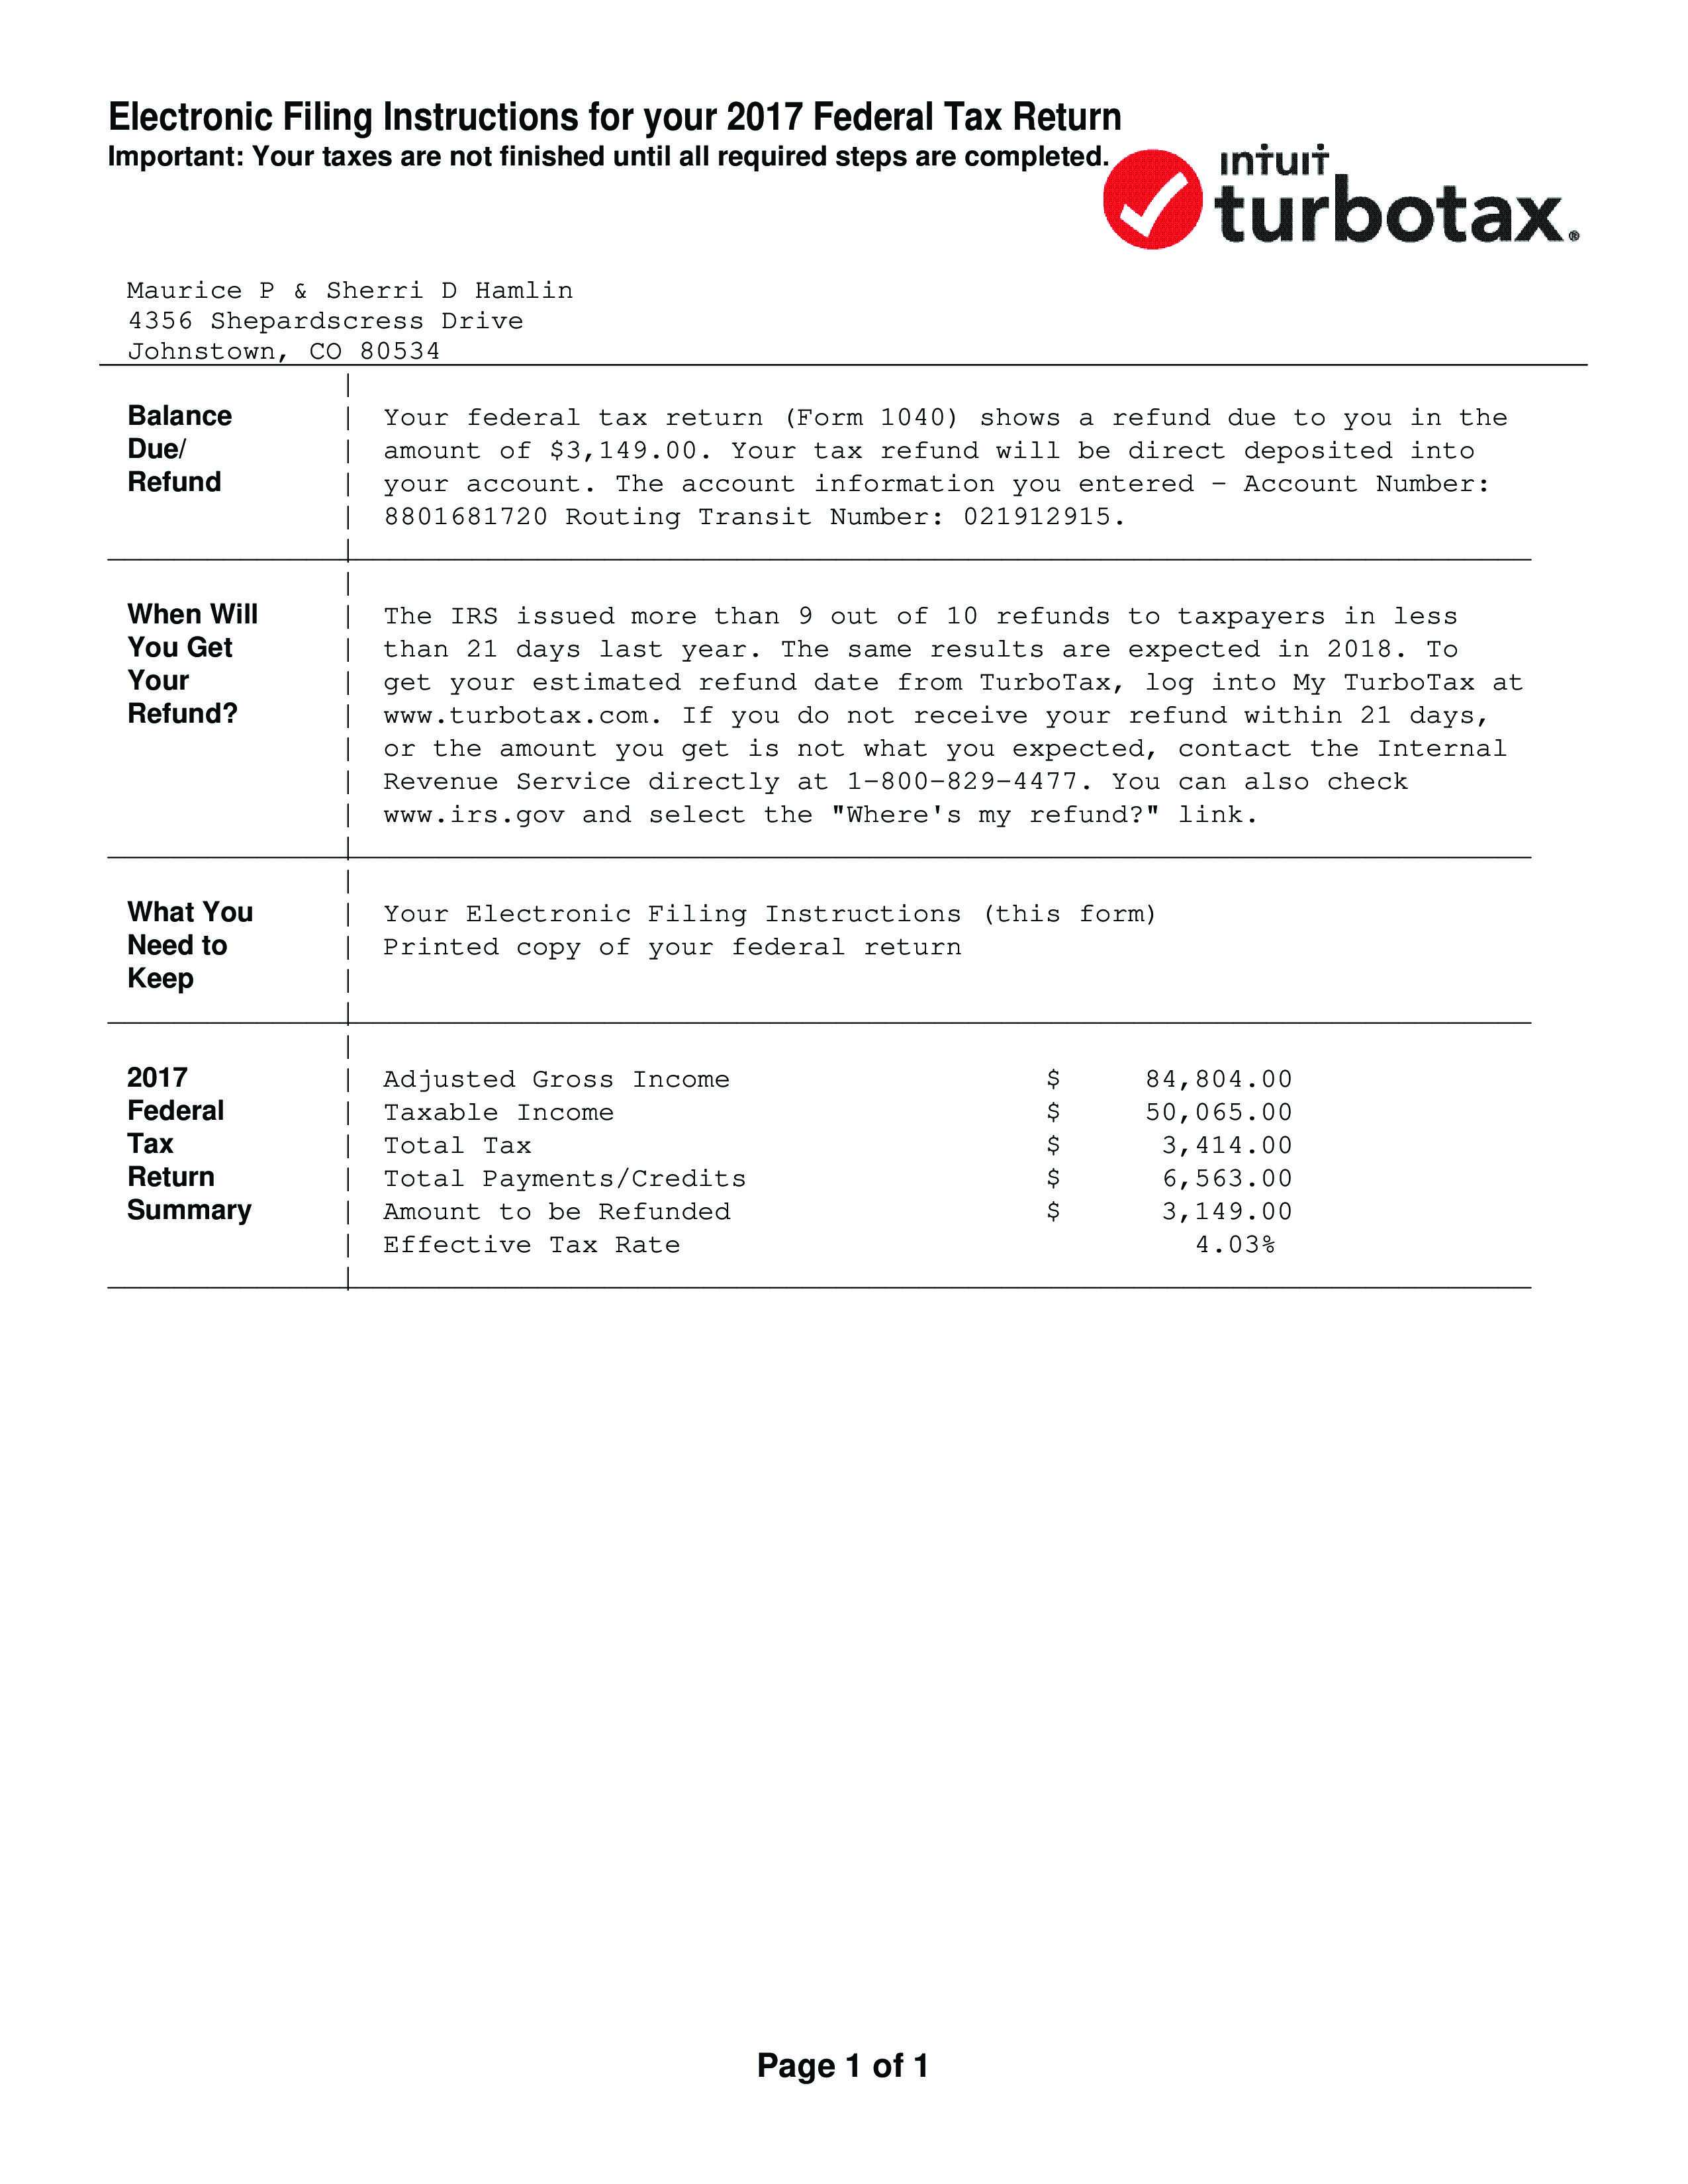 Electronic Filing Instructions for your 2017 Federal Tax Return
Important: Your taxes are not finished until all required steps are completed.
intuit
turbotax®
Maurice P & Sherri D Hamlin
4356 Shepardscress Drive
Johnstown, CO 80534
Balance Due/ Refund
Your federal tax return (Form 1040) shows a refund due to you in the
amount of $3,149.00. Your tax refund will be direct deposited into
your account. The account information you entered - Account Number:
8801681720 Routing Transit Number: 021912915.
When Will You Get Your Refund?
The IRS issued more than 9 out of 10 refunds to taxpayers in less
than 21 days last year. The same results are expected in 2018. To
get your estimated refund date from TurboTax, log into My TurboTax at
www.turbotax.com. If you do not receive your refund within 21 days,
or the amount you get is not what you expected, contact the Internal
Revenue Service directly at 1-800-829-4477. You can also check
www.irs.gov and select the "Where's my refund?" link.
What You Need to Keep
Your Electronic Filing Instructions (this form)
Printed copy of your federal return
2017 Federal Tax Return Summary
Adjusted Gross Income $ 84,804.00
Taxable Income $ 50,065.00
Total Tax $ 3,414.00
Total Payments/Credits $ 6,563.00
Amount to be Refunded $ 3,149.00
Effective Tax Rate 4.03%
Page 1 of 1